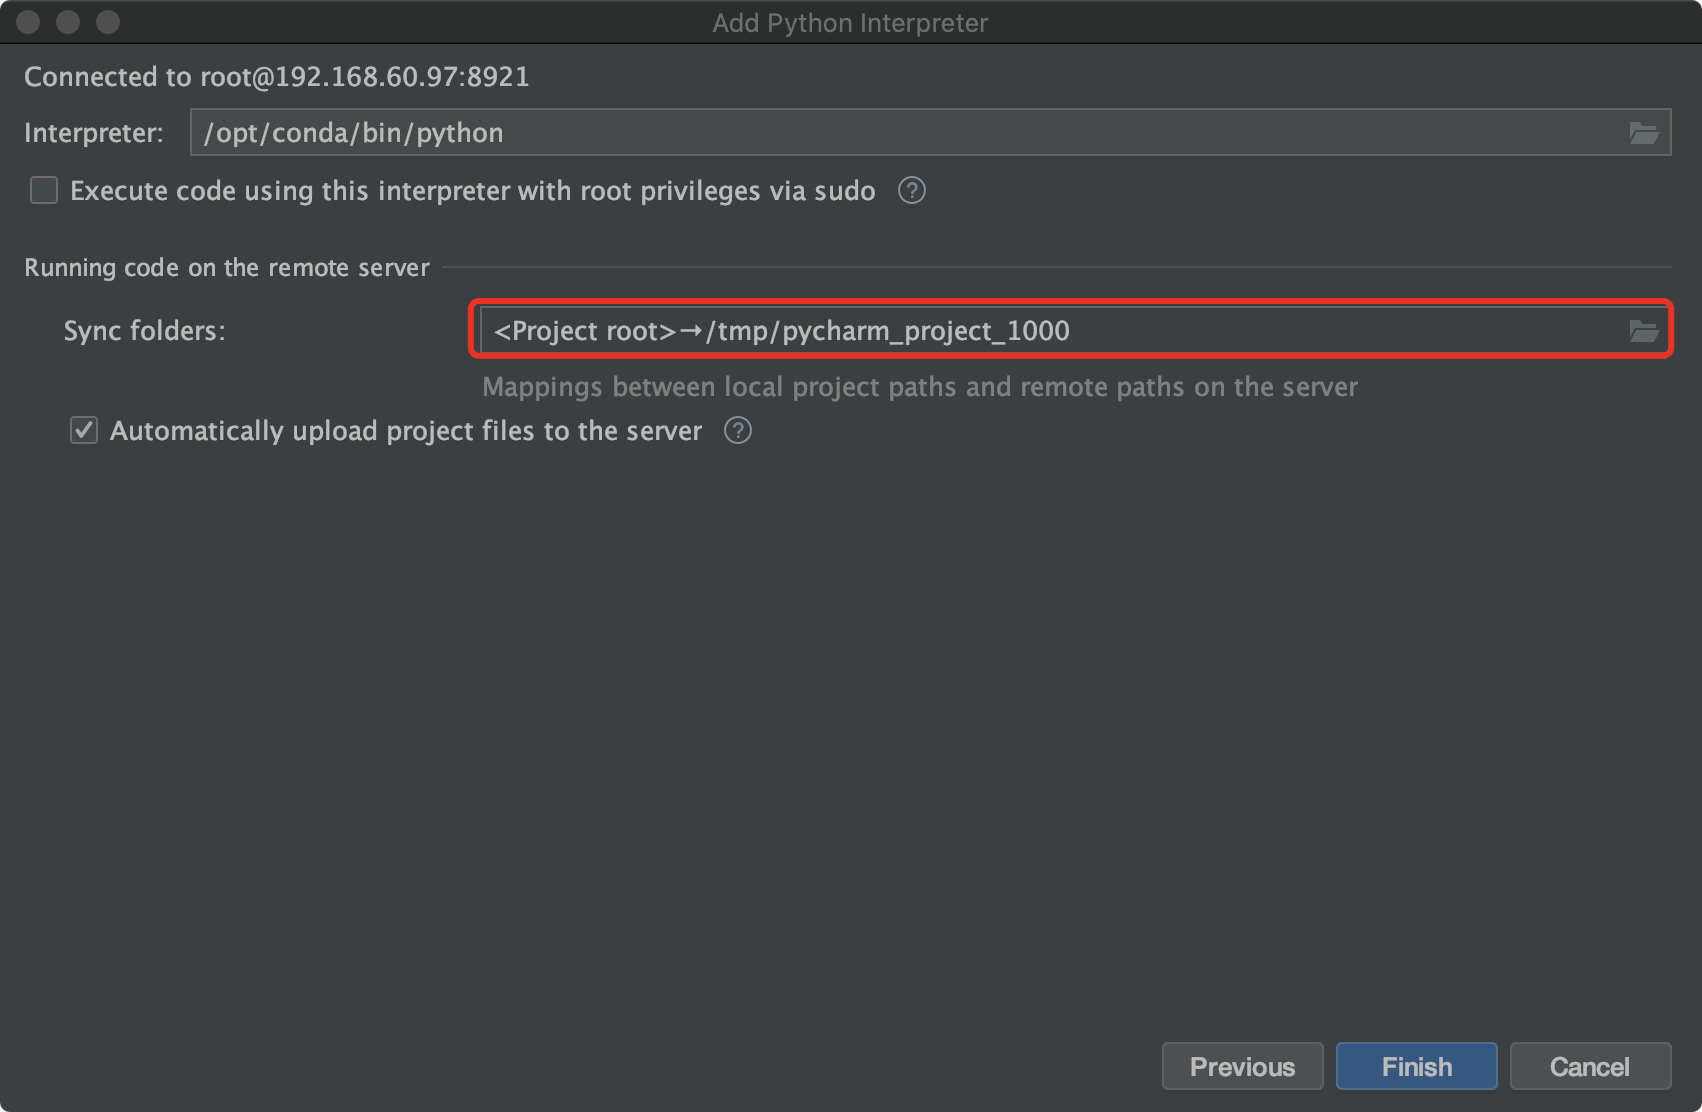 Add Python Interpreter
Connected to root@192.168.60.97:8921
Interpreter: /opt/conda/bin/python
Execute code using this interpreter with root privileges via sudo ?
Running code on the remote server
Sync folders: <Project root>→/tmp/pycharm_project_1000
Mappings between local project paths and remote paths on the server
Automatically upload project files to the server ?
Previous Finish Cancel